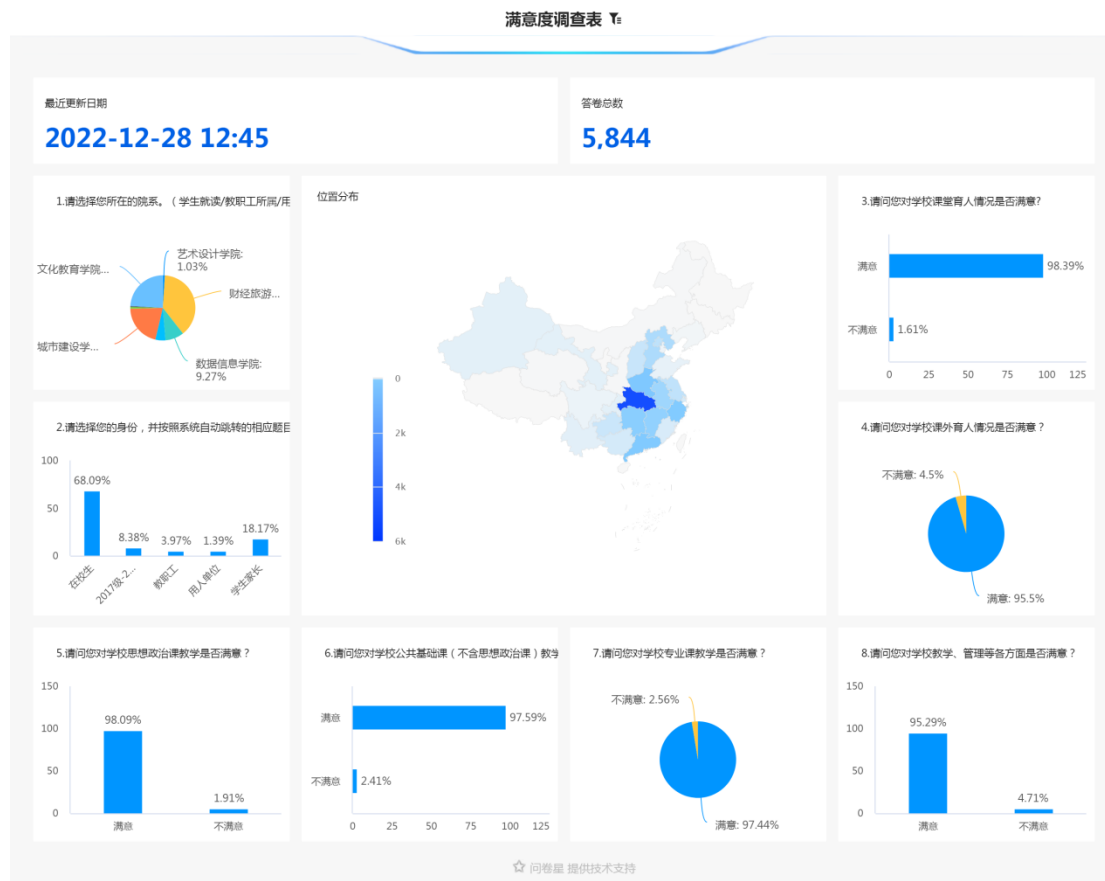 满意度调查表
最近更新日期
2022-12-28 12:45
答卷总数
5,844
1.请选择您所在的院系。（学生就读/教职工所属/用
艺术设计学院:
1.03%
文化教育学院...
财经旅游...
城市建设学...
数据信息学院:
9.27%
位置分布
0
2k
4k
6k
3.请问您对学校课堂育人情况是否满意?
满意
98.39%
不满意
1.61%
0 25 50 75 100 125
2.请选择您的身份，并按照系统自动跳转的相应题目
100
50
0
68.09%
8.38%
3.97%
1.39%
18.17%
在校生
2017级-2...
教职工
用人单位
学生家长
4.请问您对学校课外育人情况是否满意？
不满意: 4.5%
满意: 95.5%
5.请问您对学校思想政治课教学是否满意？
150
100
50
0
98.09%
1.91%
满意
不满意
6.请问您对学校公共基础课（不含思想政治课）教学
满意
97.59%
不满意
2.41%
0 25 50 75 100 125
7.请问您对学校专业课教学是否满意？
不满意: 2.56%
满意: 97.44%
8.请问您对学校教学、管理等各方面是否满意？
150
100
50
0
95.29%
4.71%
满意
不满意
问卷星 提供技术支持